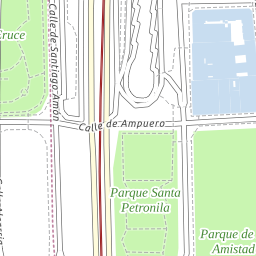 Cruce
Calle de Santiago Amón
Calle de Ampuero
Parque Santa
Petronila
Parque de
Amistad